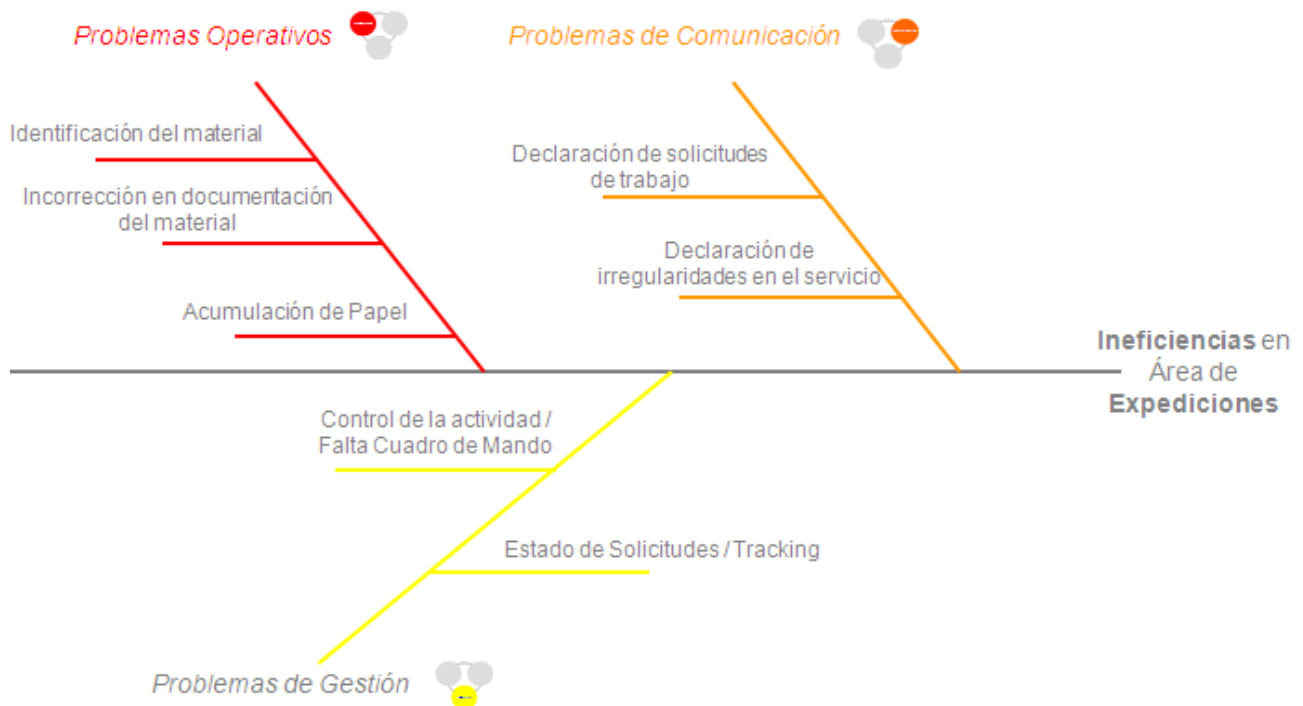 Problemas Operativos
Problemas de Comunicación
Identificación del material
Incorrección en documentación
del material
Acumulación de Papel
Declaración de solicitudes
de trabajo
Declaración de
irregularidades en el servicio
Ineficiencias en
Área de
Expediciones
Control de la actividad /
Falta Cuadro de Mando
Estado de Solicitudes / Tracking
Problemas de Gestión